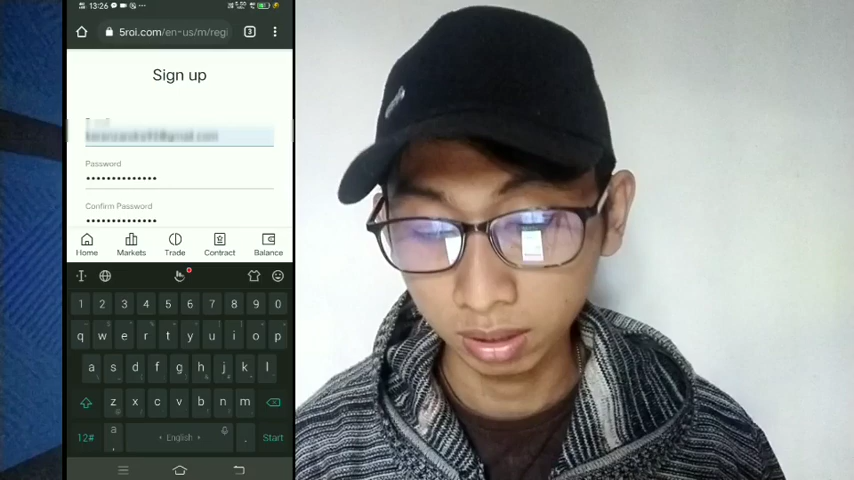 13:26
5roi.com/en-us/m/regi
3
Sign up
Password
••••••••••••••
Confirm Password
••••••••••••••
Home Markets Trade Contract Balance
1 2 3 4 5 6 7 8 9 0
q w e r t y u i o p
a s d f g h j k l
z x c v b n m
12# , English . Start